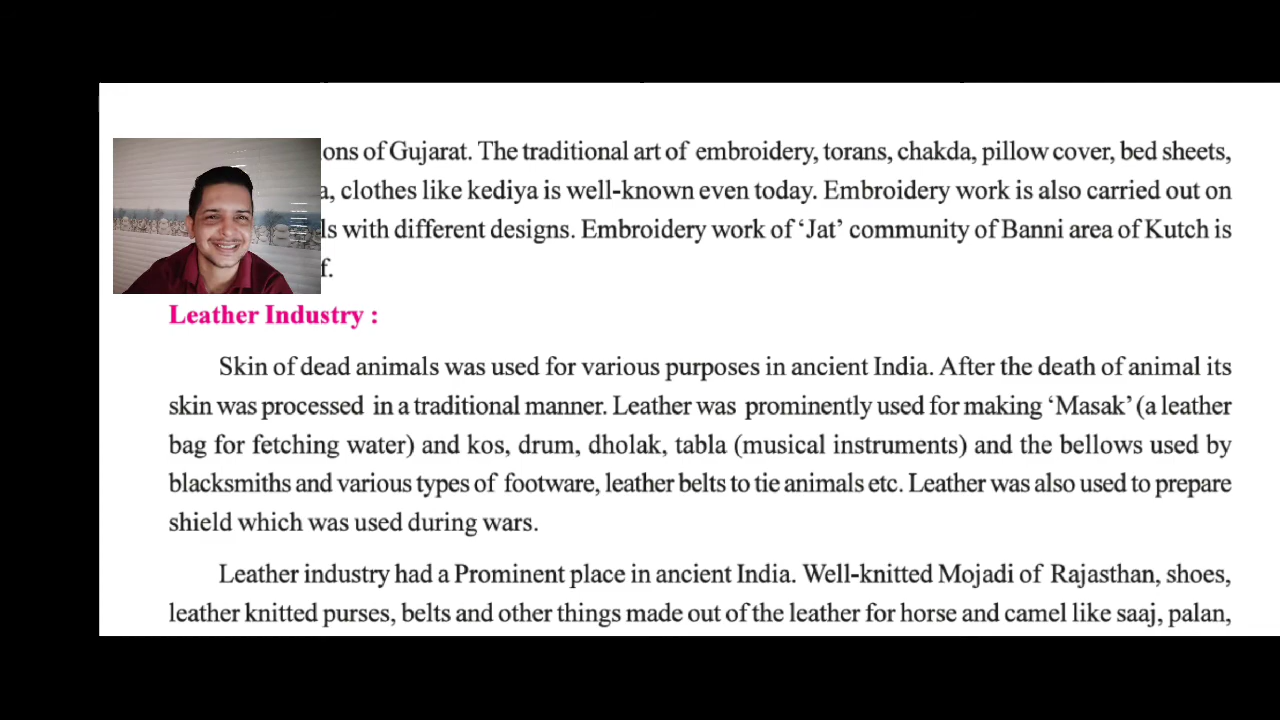 ons of Gujarat. The traditional art of embroidery, torans, chakda, pillow cover, bed sheets,
a, clothes like kediya is well-known even today. Embroidery work is also carried out on
ls with different designs. Embroidery work of ‘Jat’ community of Banni area of Kutch is
f.
Leather Industry :
Skin of dead animals was used for various purposes in ancient India. After the death of animal its
skin was processed in a traditional manner. Leather was prominently used for making ‘Masak’ (a leather
bag for fetching water) and kos, drum, dholak, tabla (musical instruments) and the bellows used by
blacksmiths and various types of footware, leather belts to tie animals etc. Leather was also used to prepare
shield which was used during wars.
Leather industry had a Prominent place in ancient India. Well-knitted Mojadi of Rajasthan, shoes,
leather knitted purses, belts and other things made out of the leather for horse and camel like saaj, palan,